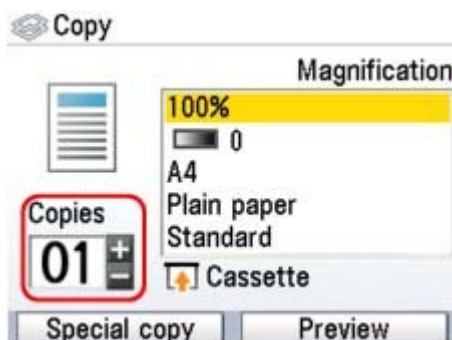 Copy
Magnification
100%
0
A4
Plain paper
Standard
Copies
01 + −
Cassette
Special copy
Preview